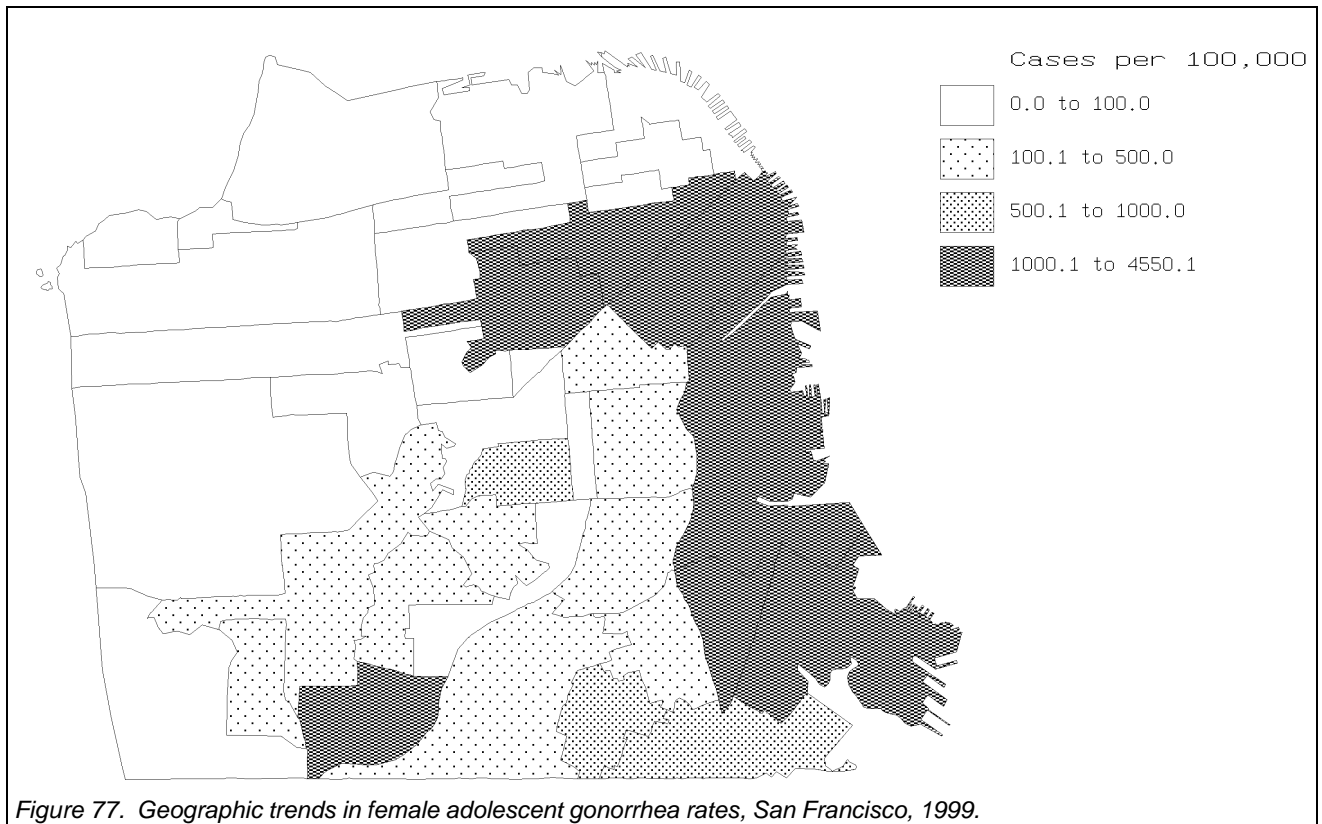 Cases per 100,000
0.0 to 100.0
100.1 to 500.0
500.1 to 1000.0
1000.1 to 4550.1
Figure 77. Geographic trends in female adolescent gonorrhea rates, San Francisco, 1999.